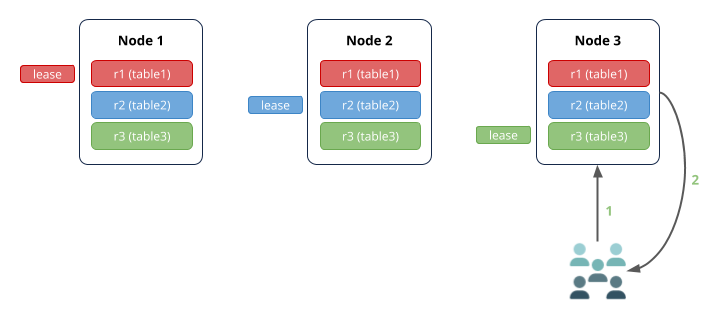 Node 1
lease
r1 (table1)
r2 (table2)
r3 (table3)
Node 2
r1 (table1)
lease
r2 (table2)
r3 (table3)
Node 3
r1 (table1)
r2 (table2)
lease
r3 (table3)
1
2